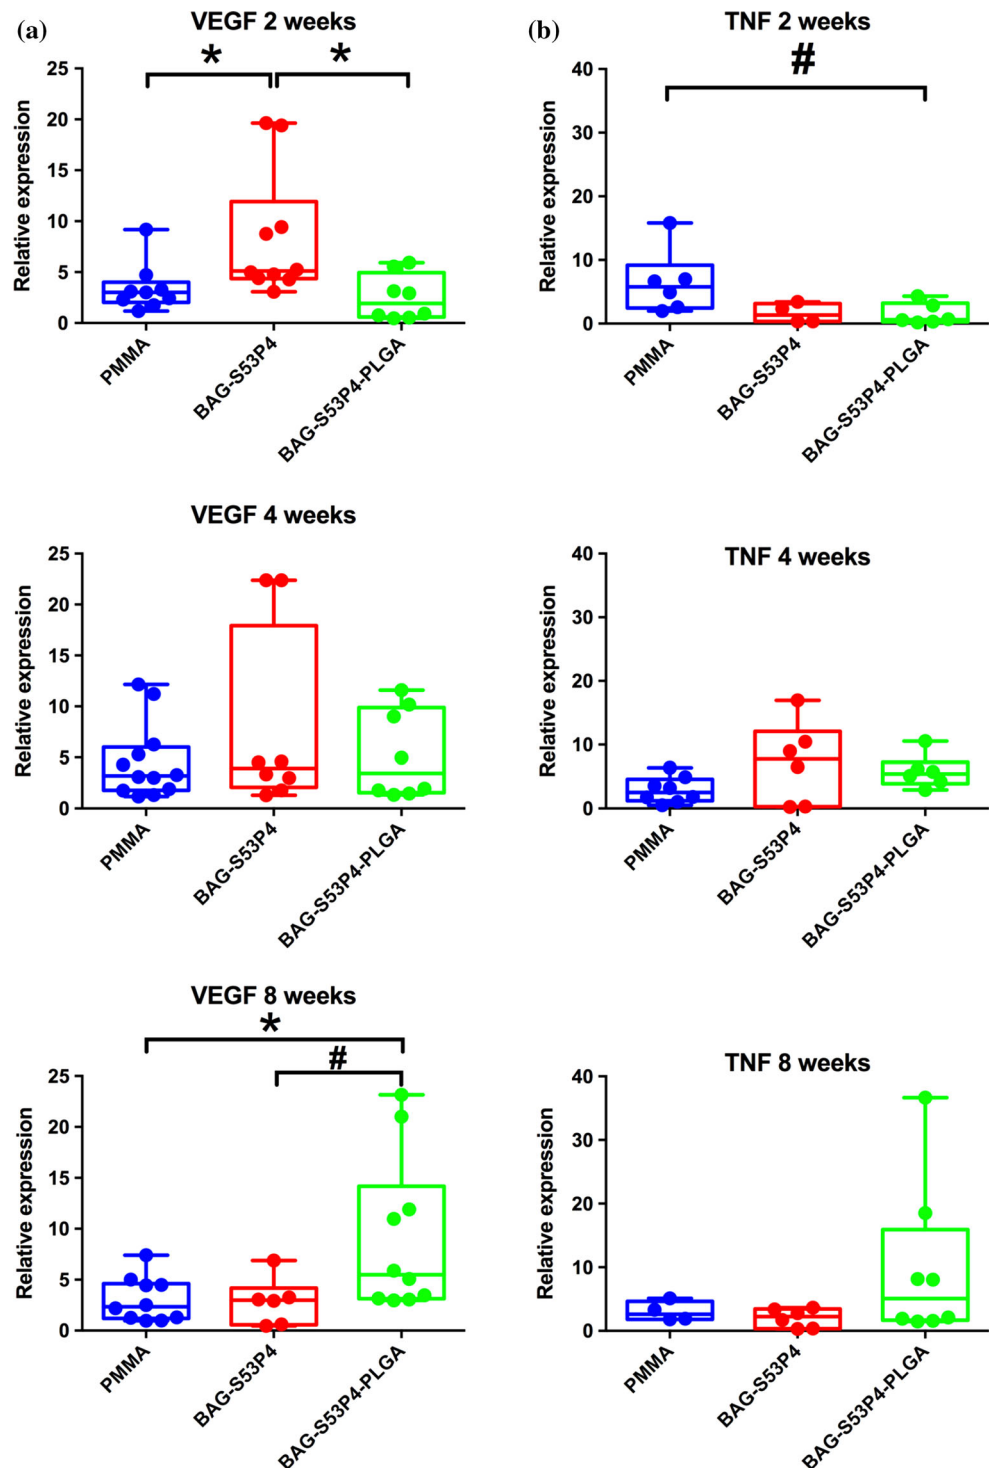 (a)
VEGF 2 weeks
* *
Relative expression
25
20
15
10
5
0
PMMA
BAG-S53P4
BAG-S53P4-PLGA
(b)
TNF 2 weeks
#
Relative expression
40
30
20
10
0
PMMA
BAG-S53P4
BAG-S53P4-PLGA
VEGF 4 weeks
Relative expression
25
20
15
10
5
0
PMMA
BAG-S53P4
BAG-S53P4-PLGA
TNF 4 weeks
Relative expression
40
30
20
10
0
PMMA
BAG-S53P4
BAG-S53P4-PLGA
VEGF 8 weeks
*
#
Relative expression
25
20
15
10
5
0
PMMA
BAG-S53P4
BAG-S53P4-PLGA
TNF 8 weeks
Relative expression
40
30
20
10
0
PMMA
BAG-S53P4
BAG-S53P4-PLGA